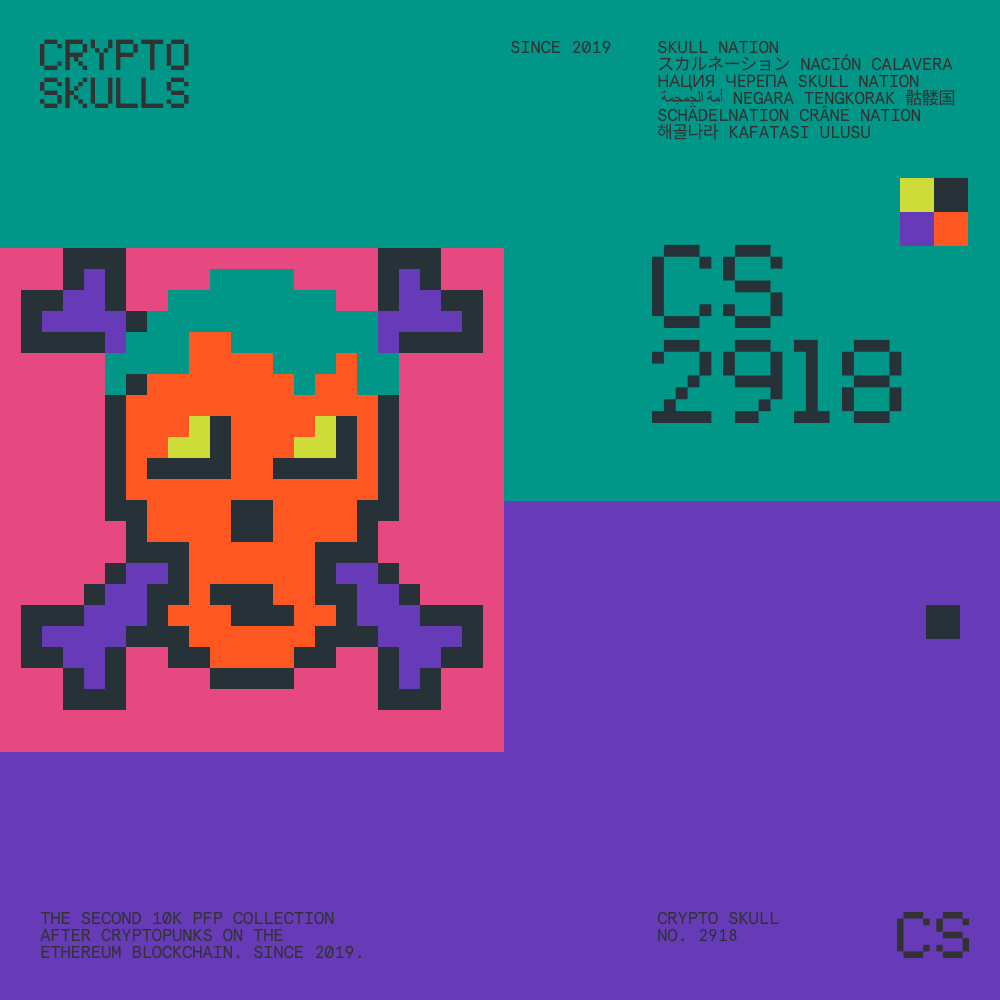 CRYPTO
SKULLS
SINCE 2019
SKULL NATION
スカルネーション NACIÓN CALAVERA
НАЦИЯ ЧЕРЕПА SKULL NATION
أمة الجمجمة NEGARA TENGKORAK 骷髅国
SCHÄDELNATION CRÂNE NATION
해골나라 KAFATASI ULUSU
CS
2918
THE SECOND 10K PFP COLLECTION
AFTER CRYPTOPUNKS ON THE
ETHEREUM BLOCKCHAIN. SINCE 2019.
CRYPTO SKULL
NO. 2918
CS